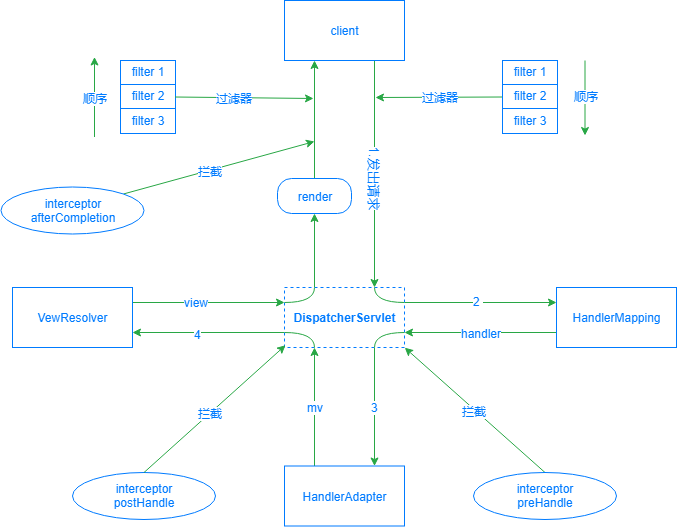 client
filter 1
filter 2
filter 3
顺序
过滤器
过滤器
filter 1
filter 2
filter 3
顺序
拦截
1.发出请求
interceptor
afterCompletion
render
VewResolver
view
4
DispatcherServlet
2
handler
HandlerMapping
拦截
mv
3
拦截
interceptor
postHandle
HandlerAdapter
interceptor
preHandle